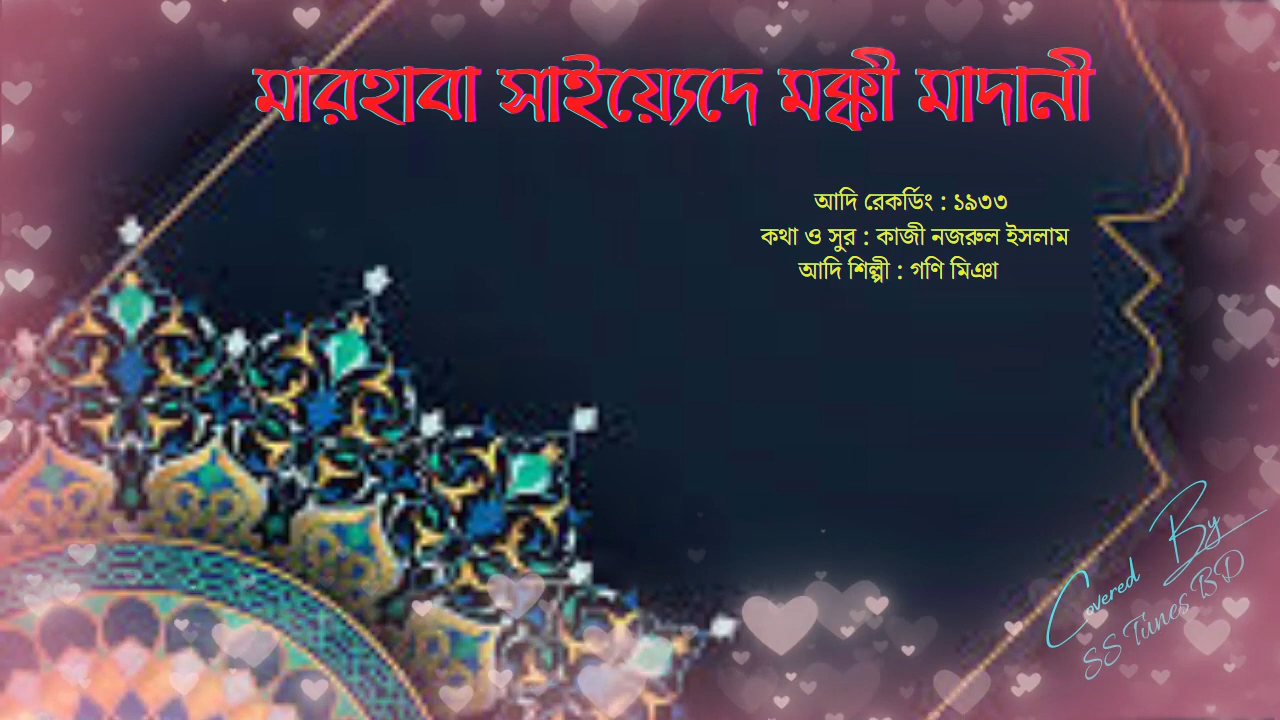 মারহাবা সাইয়্যেদে মক্কী মাদানী
আদি রেকর্ডিং : ১৯৩৩
কথা ও সুর : কাজী নজরুল ইসলাম
আদি শিল্পী : গণি মিঞা
Covered By
SS Tunes BD